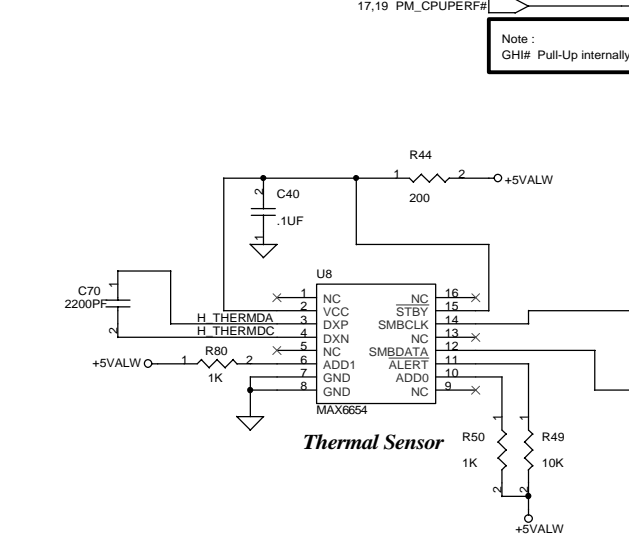 17,19 PM_CPUPERF#
Note :
GHI# Pull-Up internally
R44
1 2
+5VALW
200
2
C40
.1UF
1
U8
1
C70
2200PF
2
H_THERMDA
H_THERMDC
+5VALW
1 R80 2
1K
1 NC
2 VCC
3 DXP
4 DXN
5 NC
6 ADD1
7 GND
8 GND
NC 16
STBY 15
SMBCLK 14
NC 13
SMBDATA 12
ALERT 11
ADD0 10
NC 9
MAX6654
Thermal Sensor
1 1
R50 R49
1K 10K
2 2
+5VALW